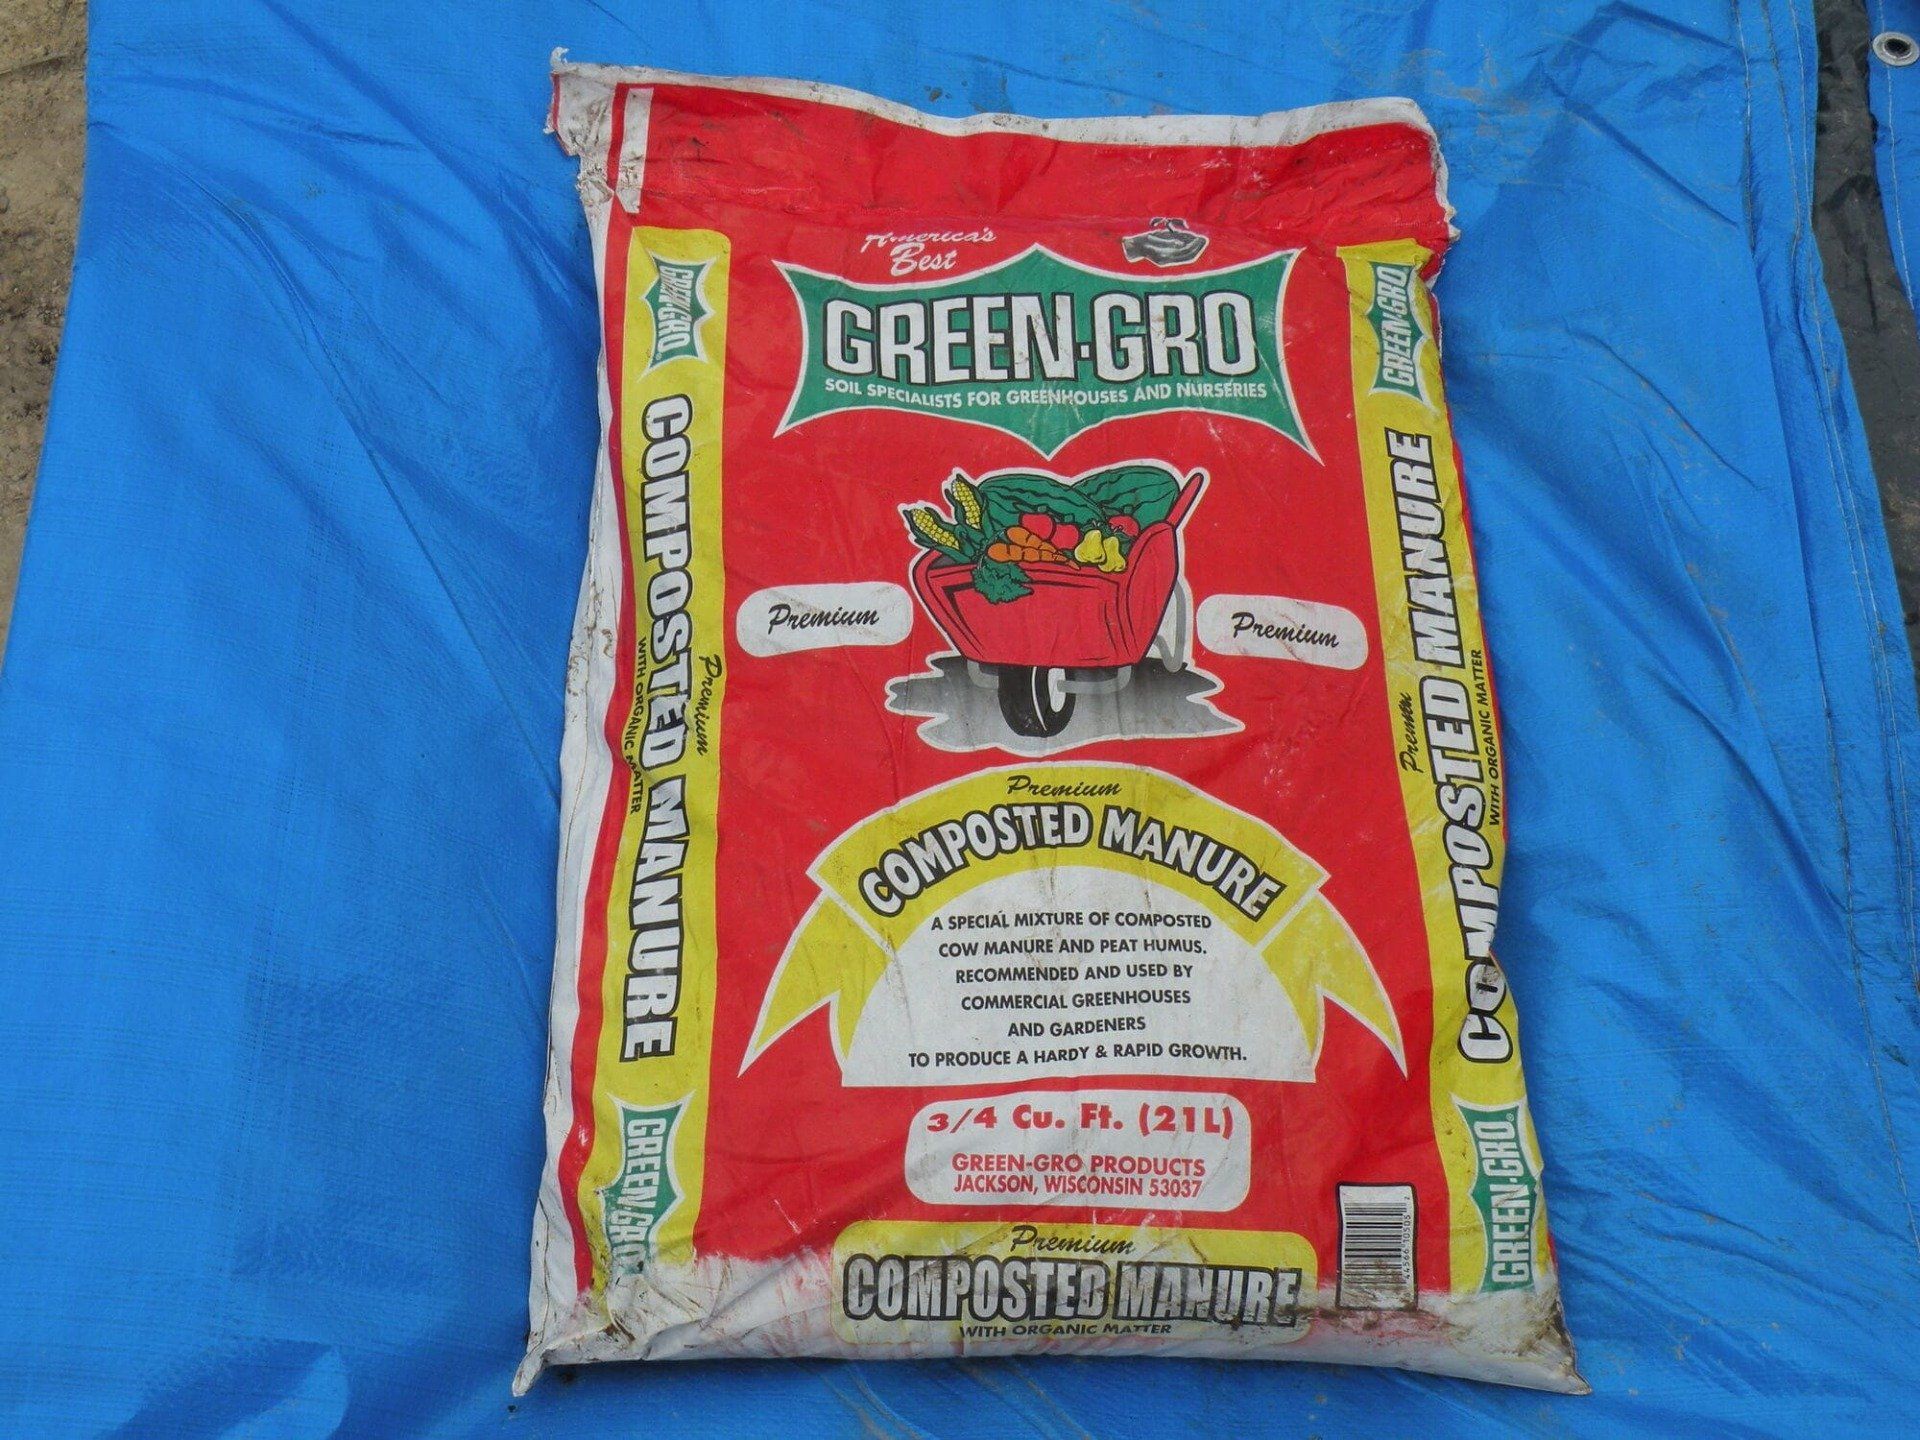 America's
Best
GREEN-GRO
SOIL SPECIALISTS FOR GREENHOUSES AND NURSERIES
GREEN-GRO
COMPOSTED MANURE
Premium
WITH ORGANIC MATTER
GREEN-GRO
Premium
Premium
Premium
COMPOSTED MANURE
A SPECIAL MIXTURE OF COMPOSTED
COW MANURE AND PEAT HUMUS.
RECOMMENDED AND USED BY
COMMERCIAL GREENHOUSES
AND GARDENERS
TO PRODUCE A HARDY & RAPID GROWTH.
3/4 Cu. Ft. (21L)
GREEN-GRO PRODUCTS
JACKSON, WISCONSIN 53037
Premium
COMPOSTED MANURE
WITH ORGANIC MATTER
GREEN-GRO
Premium
COMPOSTED MANURE
WITH ORGANIC MATTER
GREEN-GRO®